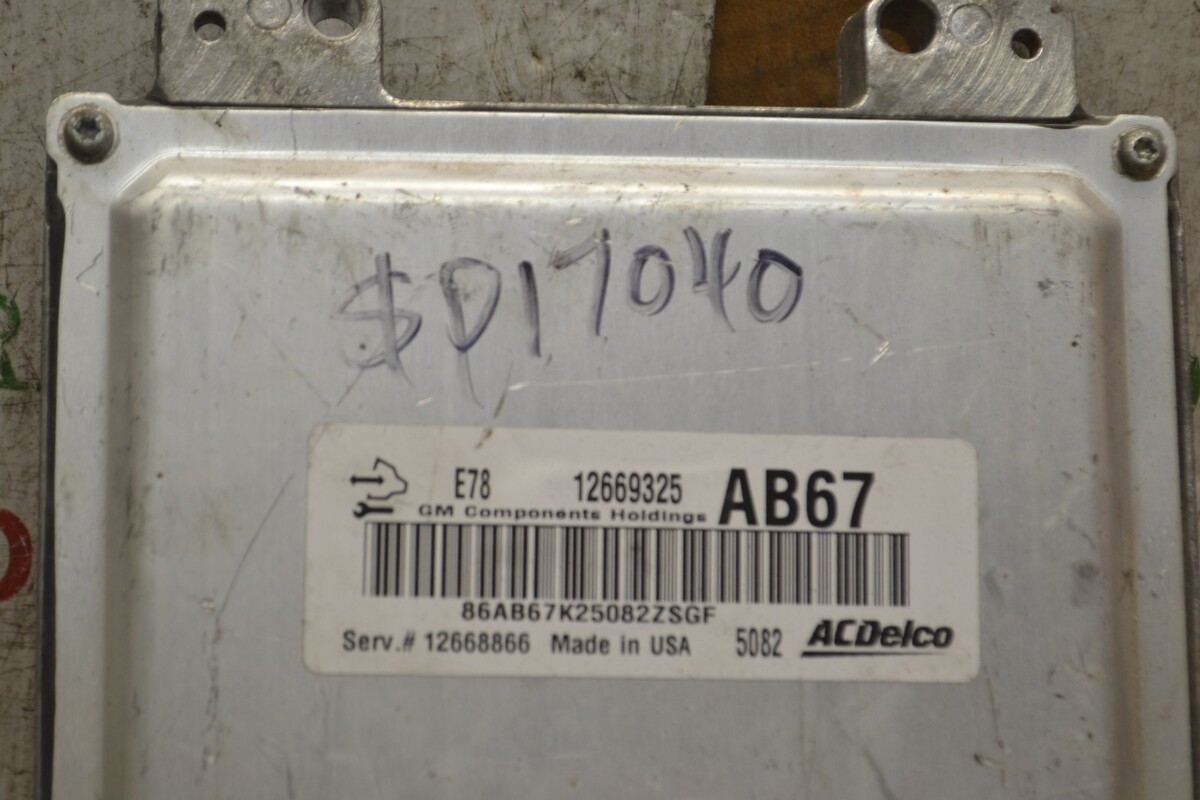 $D17040
E78 12669325 AB67
GM Components Holdings
86AB67K25082ZSGF
Serv.# 12668866 Made in USA 5082 ACDelco